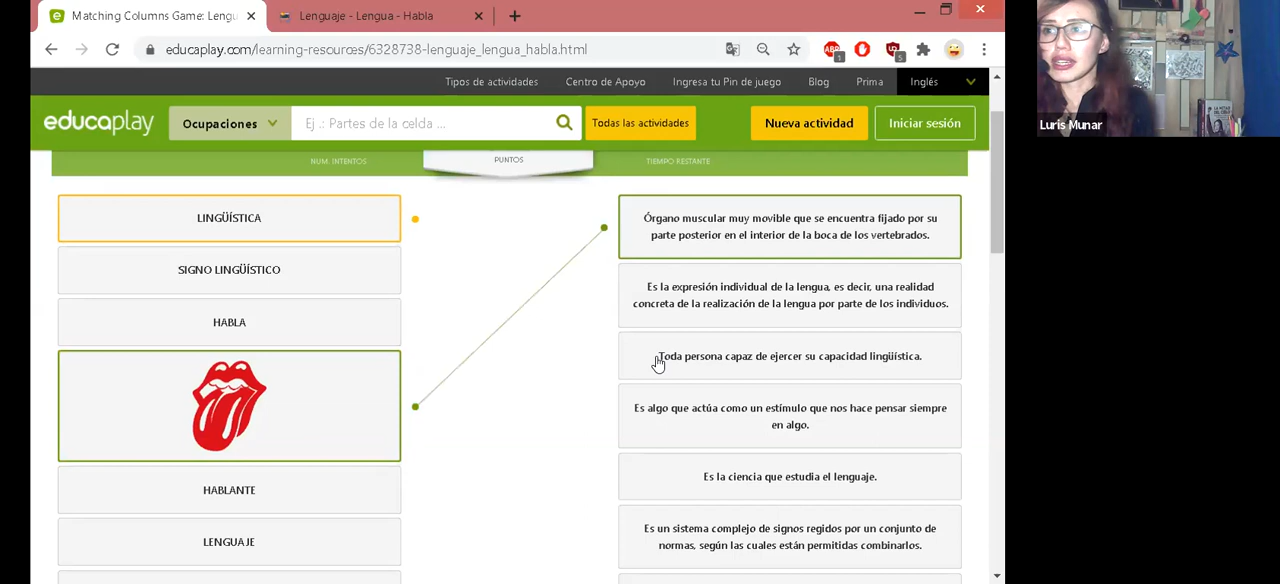 Matching Columns Game: Lengu
Lenguaje - Lengua - Habla
educaplay.com/learning-resources/6328738-lenguaje_lengua_habla.html
ABP
1
5
Tipos de actividades
Centro de Apoyo
Ingresa tu Pin de juego
Blog
Prima
Inglés
educaplay
Ocupaciones
Ej .: Partes de la celda ...
Todas las actividades
Nueva actividad
Iniciar sesión
NUM. INTENTOS
PUNTOS
TIEMPO RESTANTE
LINGÜÍSTICA
SIGNO LINGÜÍSTICO
HABLA
HABLANTE
LENGUAJE
Órgano muscular muy movible que se encuentra fijado por su
parte posterior en el interior de la boca de los vertebrados.
Es la expresión individual de la lengua, es decir, una realidad
concreta de la realización de la lengua por parte de los individuos.
Toda persona capaz de ejercer su capacidad lingüística.
Es algo que actúa como un estímulo que nos hace pensar siempre
en algo.
Es la ciencia que estudia el lenguaje.
Es un sistema complejo de signos regidos por un conjunto de
normas, según las cuales están permitidas combinarlos.
Luris Munar